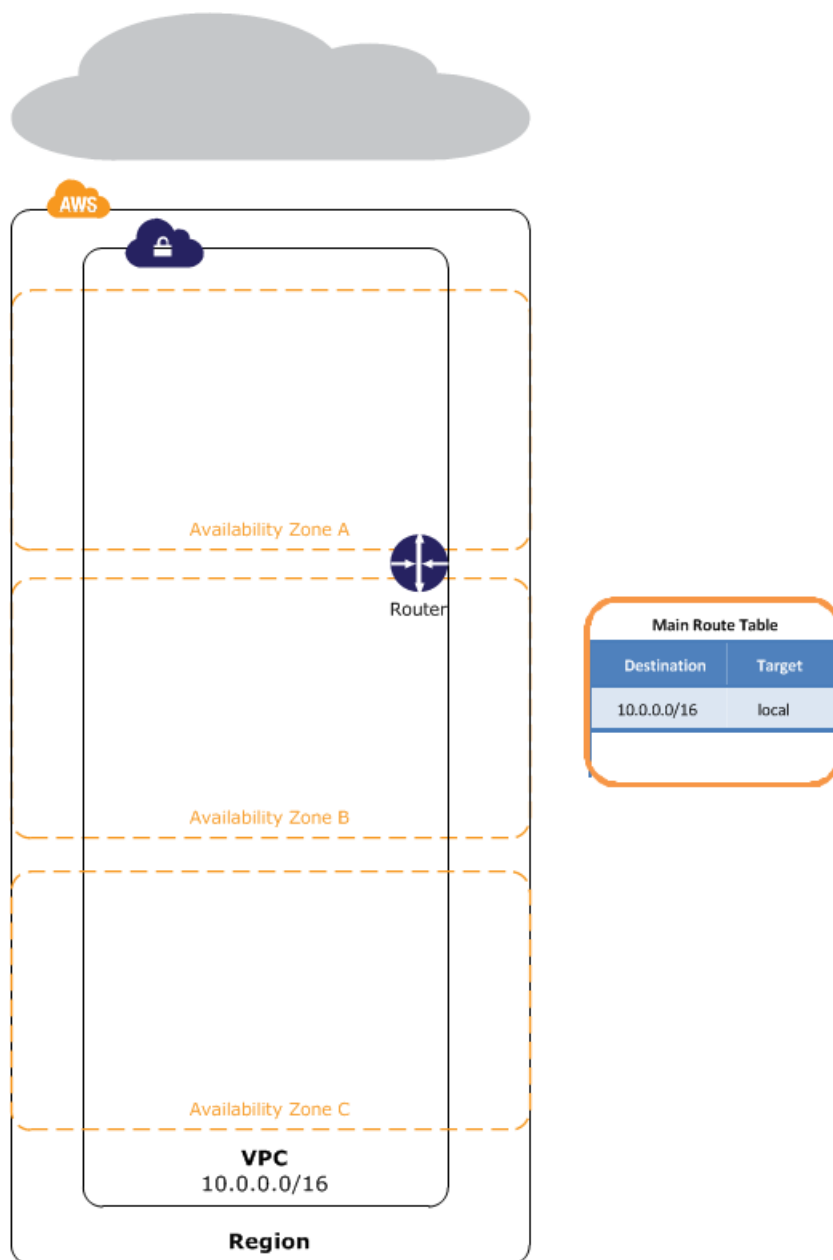 AWS
Availability Zone A
Router
Availability Zone B
Availability Zone C
VPC
10.0.0.0/16
Region
Main Route Table
Destination Target
10.0.0.0/16 local